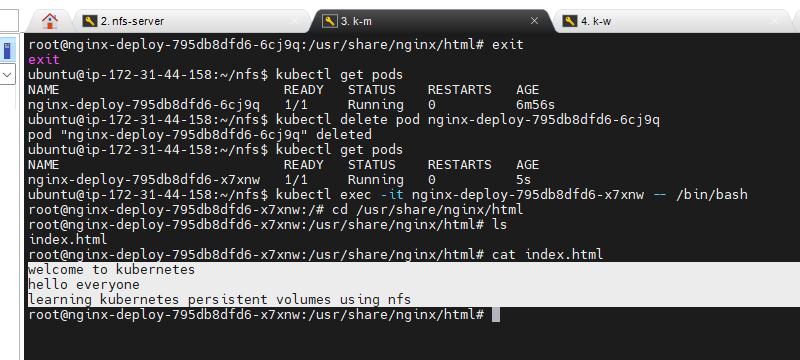 2. nfs-server
3. k-m
4. k-w
root@nginx-deploy-795db8dfd6-6cj9q:/usr/share/nginx/html# exit
exit
ubuntu@ip-172-31-44-158:~/nfs$ kubectl get pods
NAME READY STATUS RESTARTS AGE
nginx-deploy-795db8dfd6-6cj9q 1/1 Running 0 6m56s
ubuntu@ip-172-31-44-158:~/nfs$ kubectl delete pod nginx-deploy-795db8dfd6-6cj9q
pod "nginx-deploy-795db8dfd6-6cj9q" deleted
ubuntu@ip-172-31-44-158:~/nfs$ kubectl get pods
NAME READY STATUS RESTARTS AGE
nginx-deploy-795db8dfd6-x7xnw 1/1 Running 0 5s
ubuntu@ip-172-31-44-158:~/nfs$ kubectl exec -it nginx-deploy-795db8dfd6-x7xnw -- /bin/bash
root@nginx-deploy-795db8dfd6-x7xnw:/# cd /usr/share/nginx/html
root@nginx-deploy-795db8dfd6-x7xnw:/usr/share/nginx/html# ls
index.html
root@nginx-deploy-795db8dfd6-x7xnw:/usr/share/nginx/html# cat index.html
welcome to kubernetes
hello everyone
learning kubernetes persistent volumes using nfs
root@nginx-deploy-795db8dfd6-x7xnw:/usr/share/nginx/html#